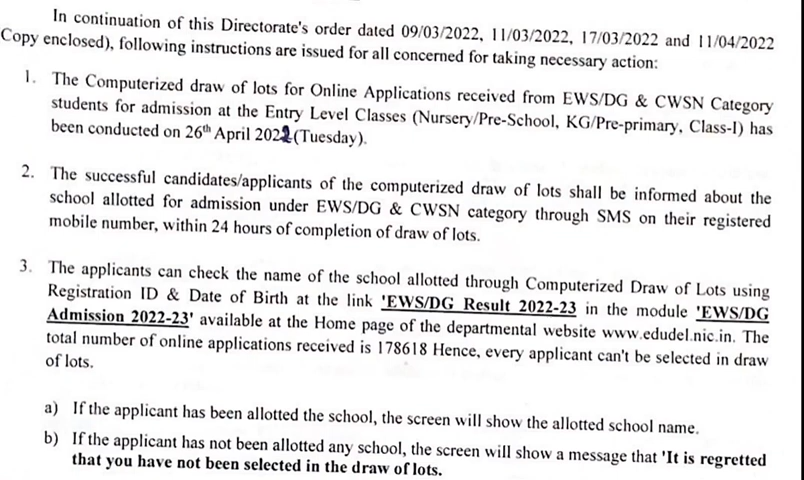 In continuation of this Directorate's order dated 09/03/2022, 11/03/2022, 17/03/2022 and 11/04/2022
Copy enclosed), following instructions are issued for all concerned for taking necessary action:
1. The Computerized draw of lots for Online Applications received from EWS/DG & CWSN Category
students for admission at the Entry Level Classes (Nursery/Pre-School, KG/Pre-primary, Class-I) has
been conducted on 26th April 2022 (Tuesday).
2. The successful candidates/applicants of the computerized draw of lots shall be informed about the
school allotted for admission under EWS/DG & CWSN category through SMS on their registered
mobile number, within 24 hours of completion of draw of lots.
3. The applicants can check the name of the school allotted through Computerized Draw of Lots using
Registration ID & Date of Birth at the link 'EWS/DG Result 2022-23 in the module 'EWS/DG
Admission 2022-23' available at the Home page of the departmental website www.edudel.nic.in. The
total number of online applications received is 178618 Hence, every applicant can't be selected in draw
of lots.
a) If the applicant has been allotted the school, the screen will show the allotted school name.
b) If the applicant has not been allotted any school, the screen will show a message that 'It is regretted
that you have not been selected in the draw of lots.